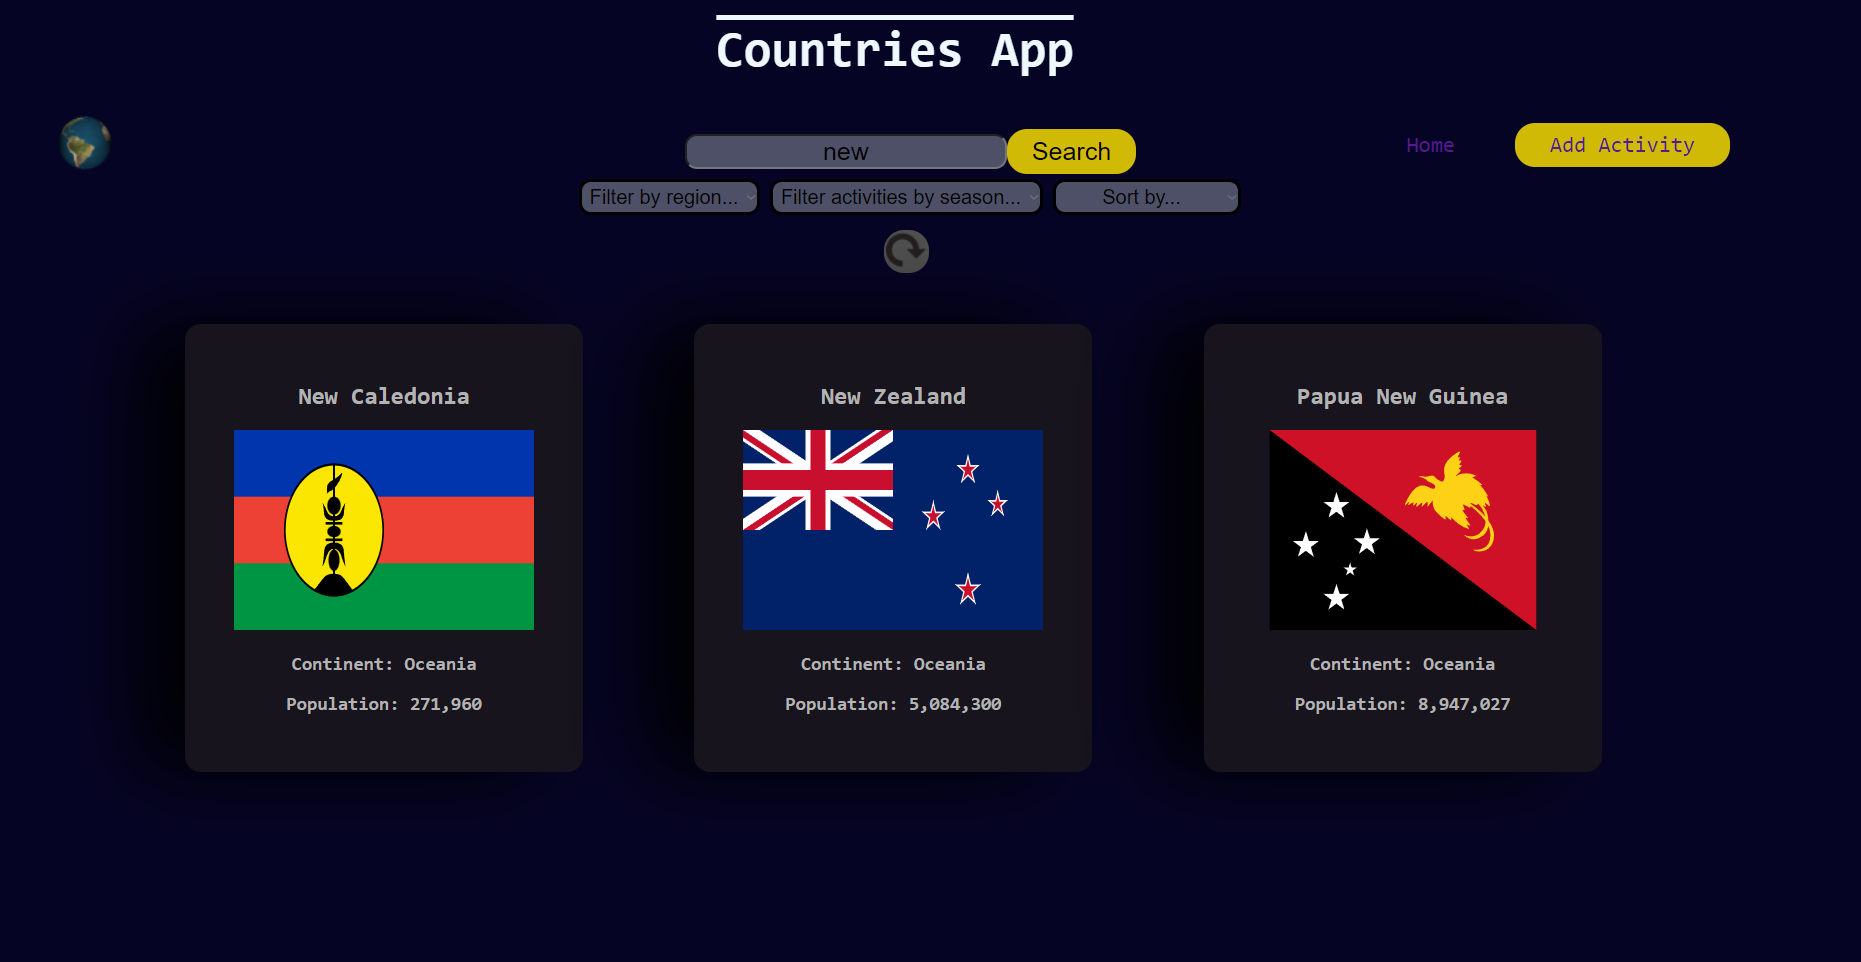 Countries App
new
Search
Home
Add Activity
Filter by region...
Filter activities by season...
Sort by...
New Caledonia
Continent: Oceania
Population: 271,960
New Zealand
Continent: Oceania
Population: 5,084,300
Papua New Guinea
Continent: Oceania
Population: 8,947,027